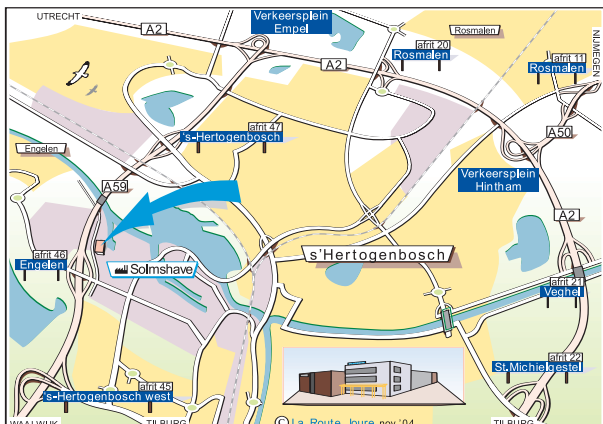 UTRECHT
A2
Verkeersplein
Empel
afrit 20
Rosmalen
Rosmalen
afrit 11
Rosmalen
NIJMEGEN
A2
's-Hertogenbosch
afrit 47
A50
Engelen
Verkeersplein
Hintham
A59
A2
afrit 46
Engelen
Solmshave
s'Hertogenbosch
afrit 21
Veghel
afrit 22
St.Michielgestel
afrit 45
's-Hertogenbosch west
WAALWIJK
TILBURG
© La Route, Joure nov '04
TILBURG